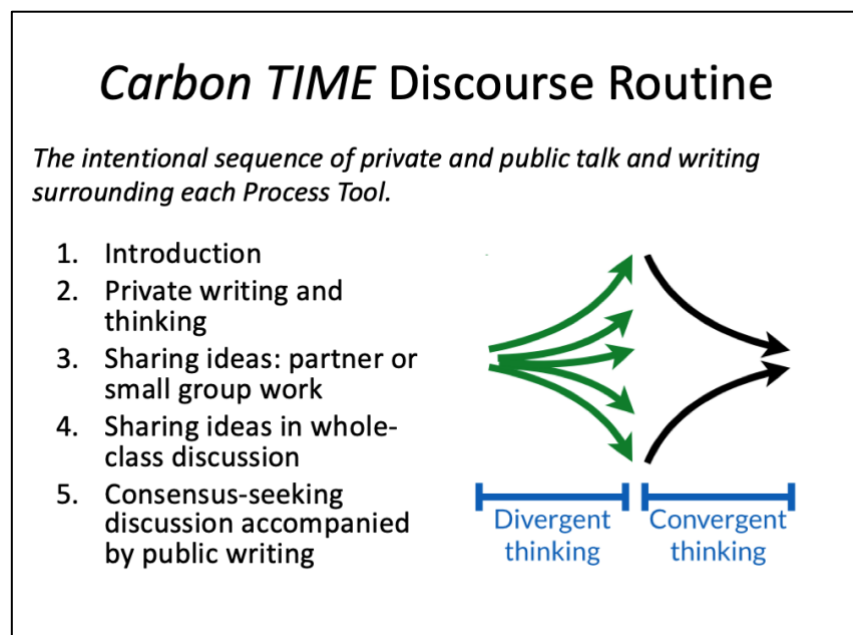 Carbon TIME Discourse Routine
The intentional sequence of private and public talk and writing
surrounding each Process Tool.
1. Introduction
2. Private writing and
thinking
3. Sharing ideas: partner or
small group work
4. Sharing ideas in whole-
class discussion
5. Consensus-seeking
discussion accompanied
by public writing
Divergent
thinking
Convergent
thinking